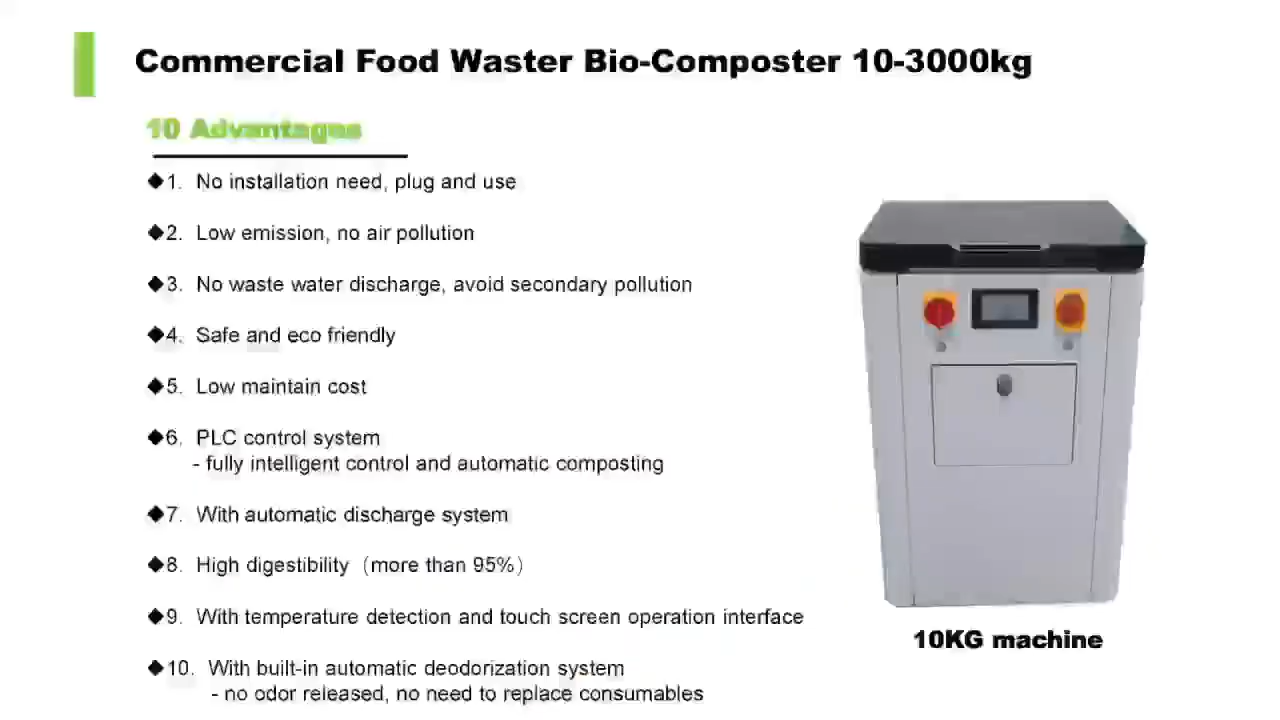 Commercial Food Waster Bio-Composter 10-3000kg
10 Advantages
◆1. No installation need, plug and use
◆2. Low emission, no air pollution
◆3. No waste water discharge, avoid secondary pollution
◆4. Safe and eco friendly
◆5. Low maintain cost
◆6. PLC control system
- fully intelligent control and automatic composting
◆7. With automatic discharge system
◆8. High digestibility（more than 95%）
◆9. With temperature detection and touch screen operation interface
◆10. With built-in automatic deodorization system
- no odor released, no need to replace consumables
10KG machine